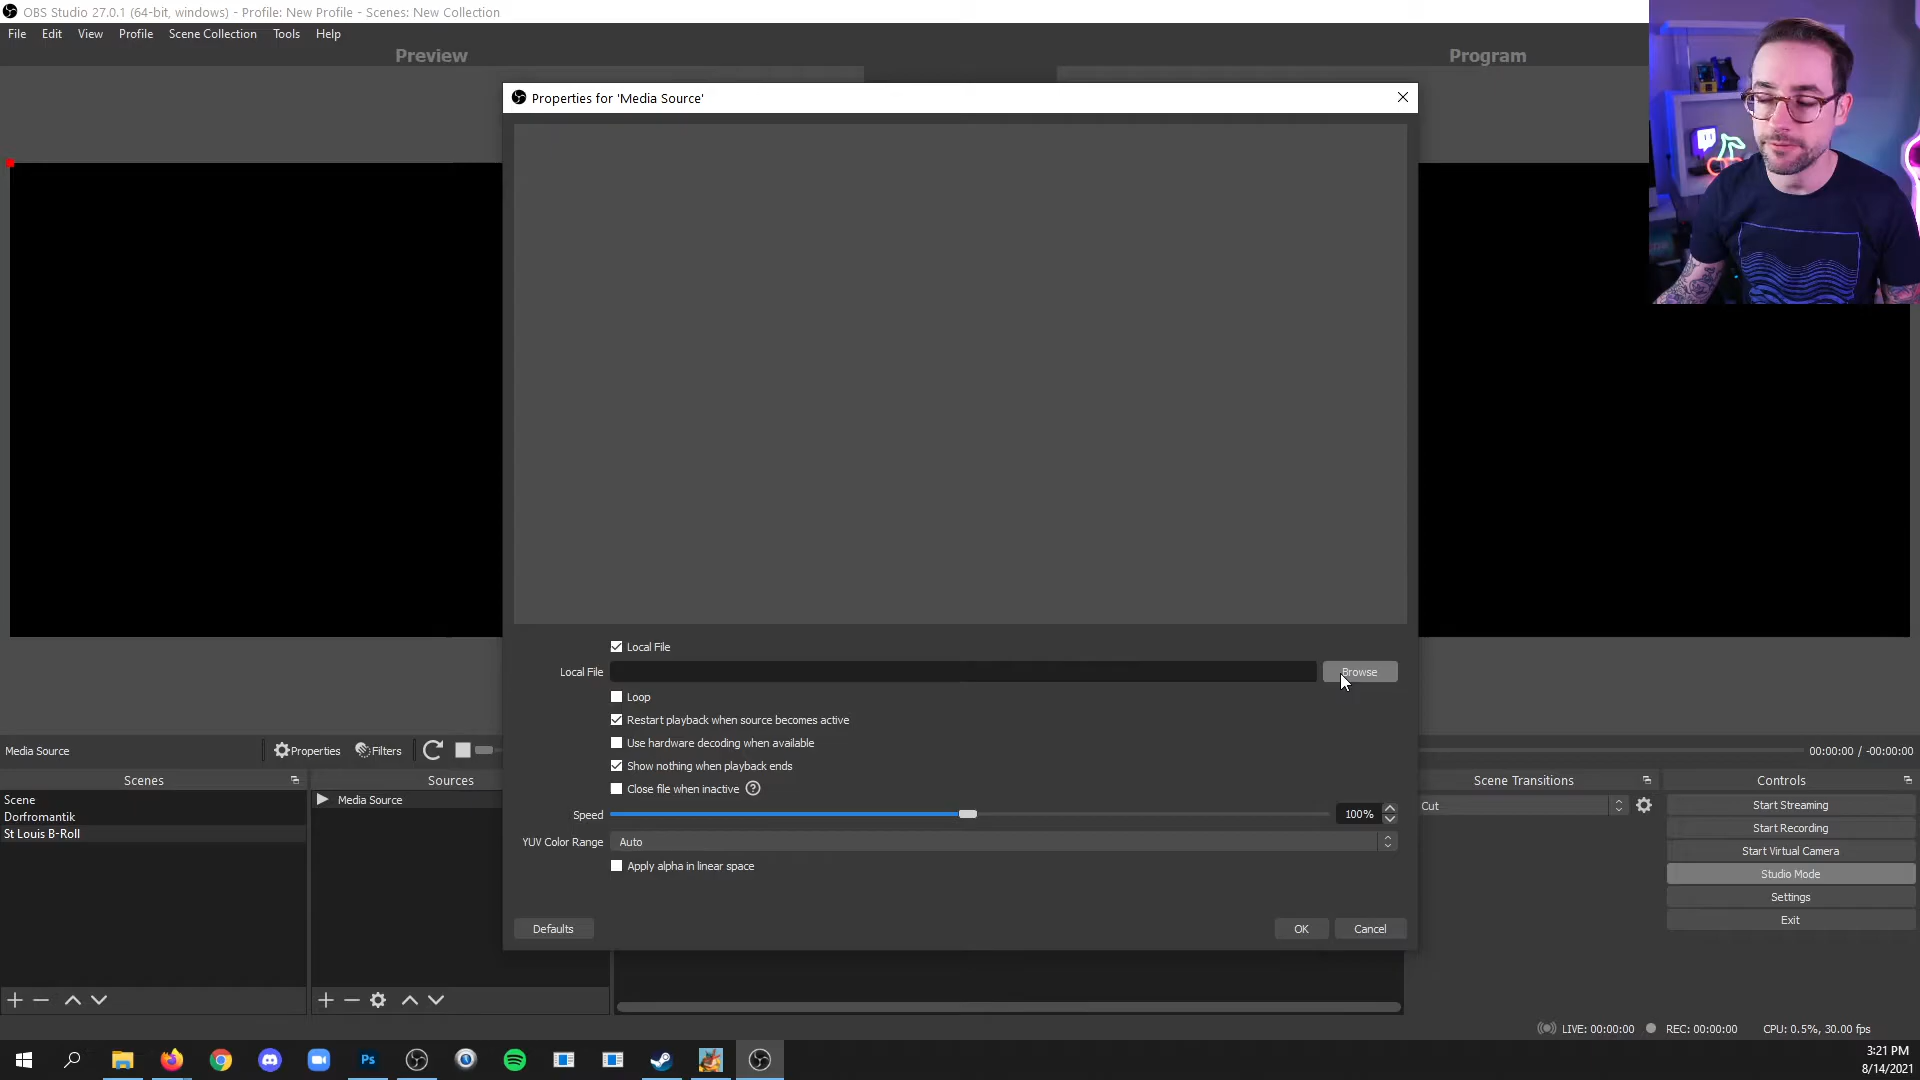 OBS Studio 27.0.1 (64-bit, windows) - Profile: New Profile - Scenes: New Collection
File Edit View Profile Scene Collection Tools Help
Preview
Program
Properties for 'Media Source'
Local File
Local File
Browse
Loop
Restart playback when source becomes active
Use hardware decoding when available
Show nothing when playback ends
Close file when inactive ?
Speed
100%
YUV Color Range
Auto
Apply alpha in linear space
Defaults
OK
Cancel
Media Source
Properties
Filters
00:00:00 / -00:00:00
Scenes
Scene
Dorfromantik
St Louis B-Roll
Sources
Media Source
Scene Transitions
Cut
Controls
Start Streaming
Start Recording
Start Virtual Camera
Studio Mode
Settings
Exit
LIVE: 00:00:00
REC: 00:00:00
CPU: 0.5%, 30.00 fps
Ps
3:21 PM
8/14/2021